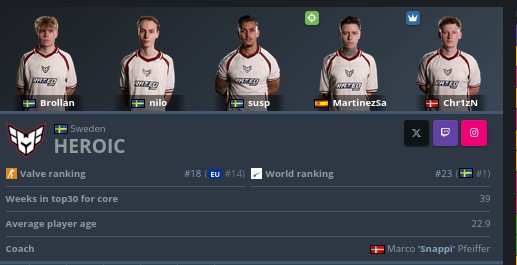 Brollan
nilo
susp
MartinezSa
Chr1zN
Sweden
HEROIC
Valve ranking #18 (EU #14)
World ranking #23 ( #1)
Weeks in top30 for core 39
Average player age 22.9
Coach Marco 'Snappi' Pfeiffer